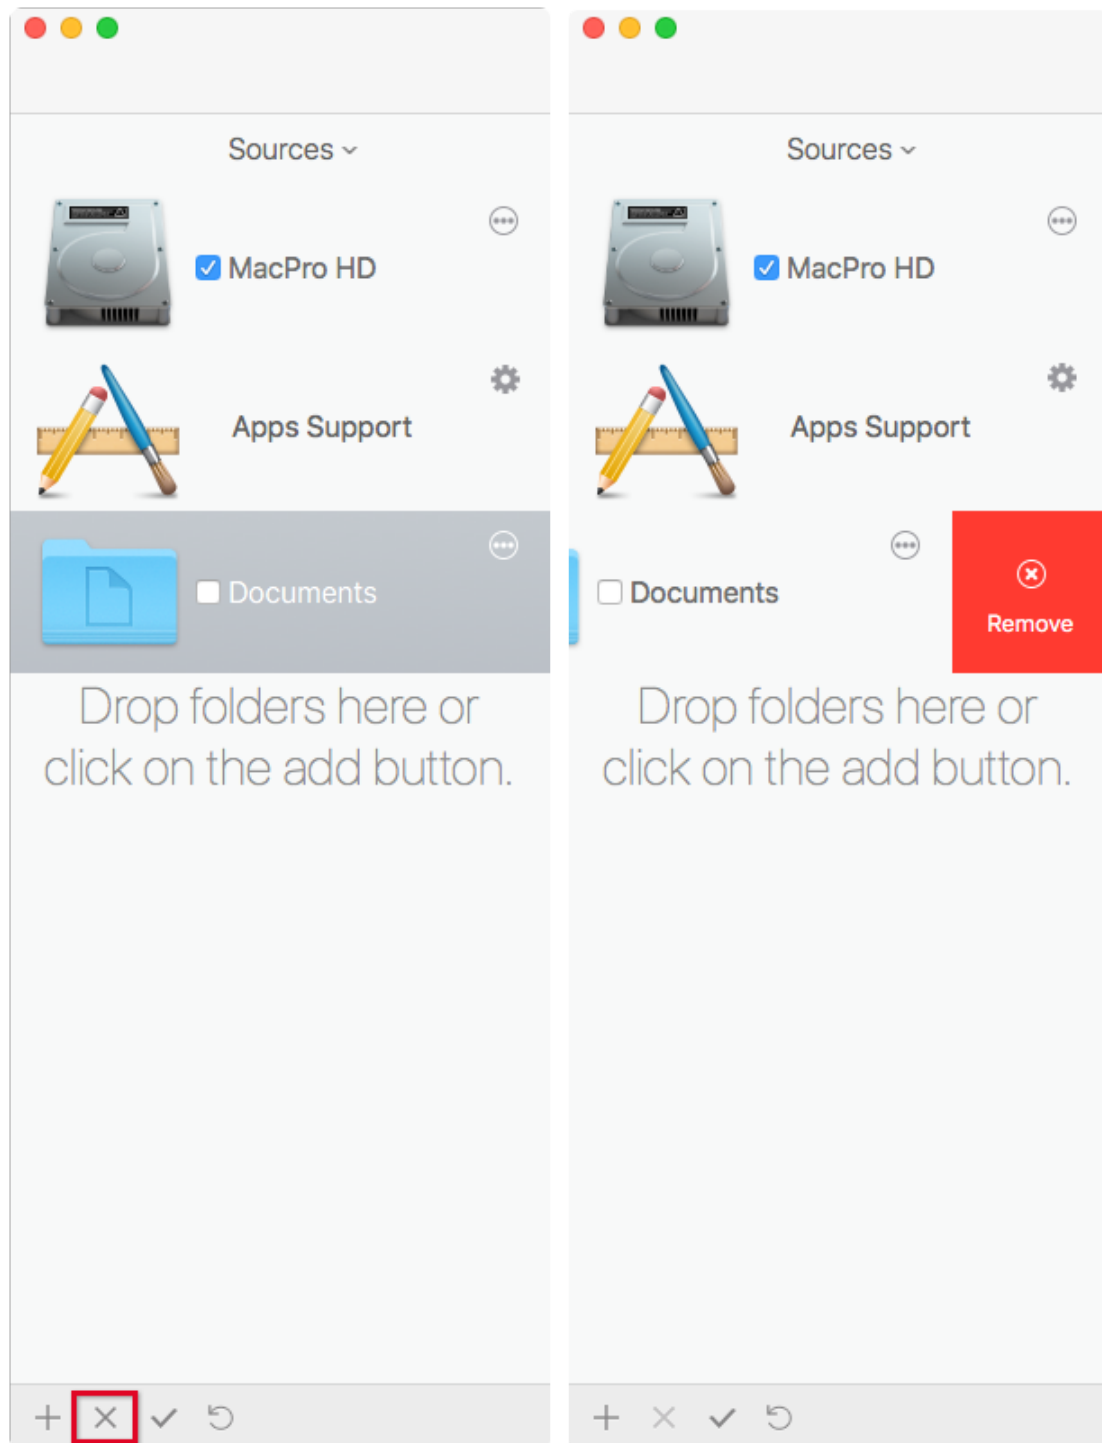 Sources
MacPro HD
Apps Support
Documents
Drop folders here or
click on the add button.
Sources
MacPro HD
Apps Support
Documents
Remove
Drop folders here or
click on the add button.